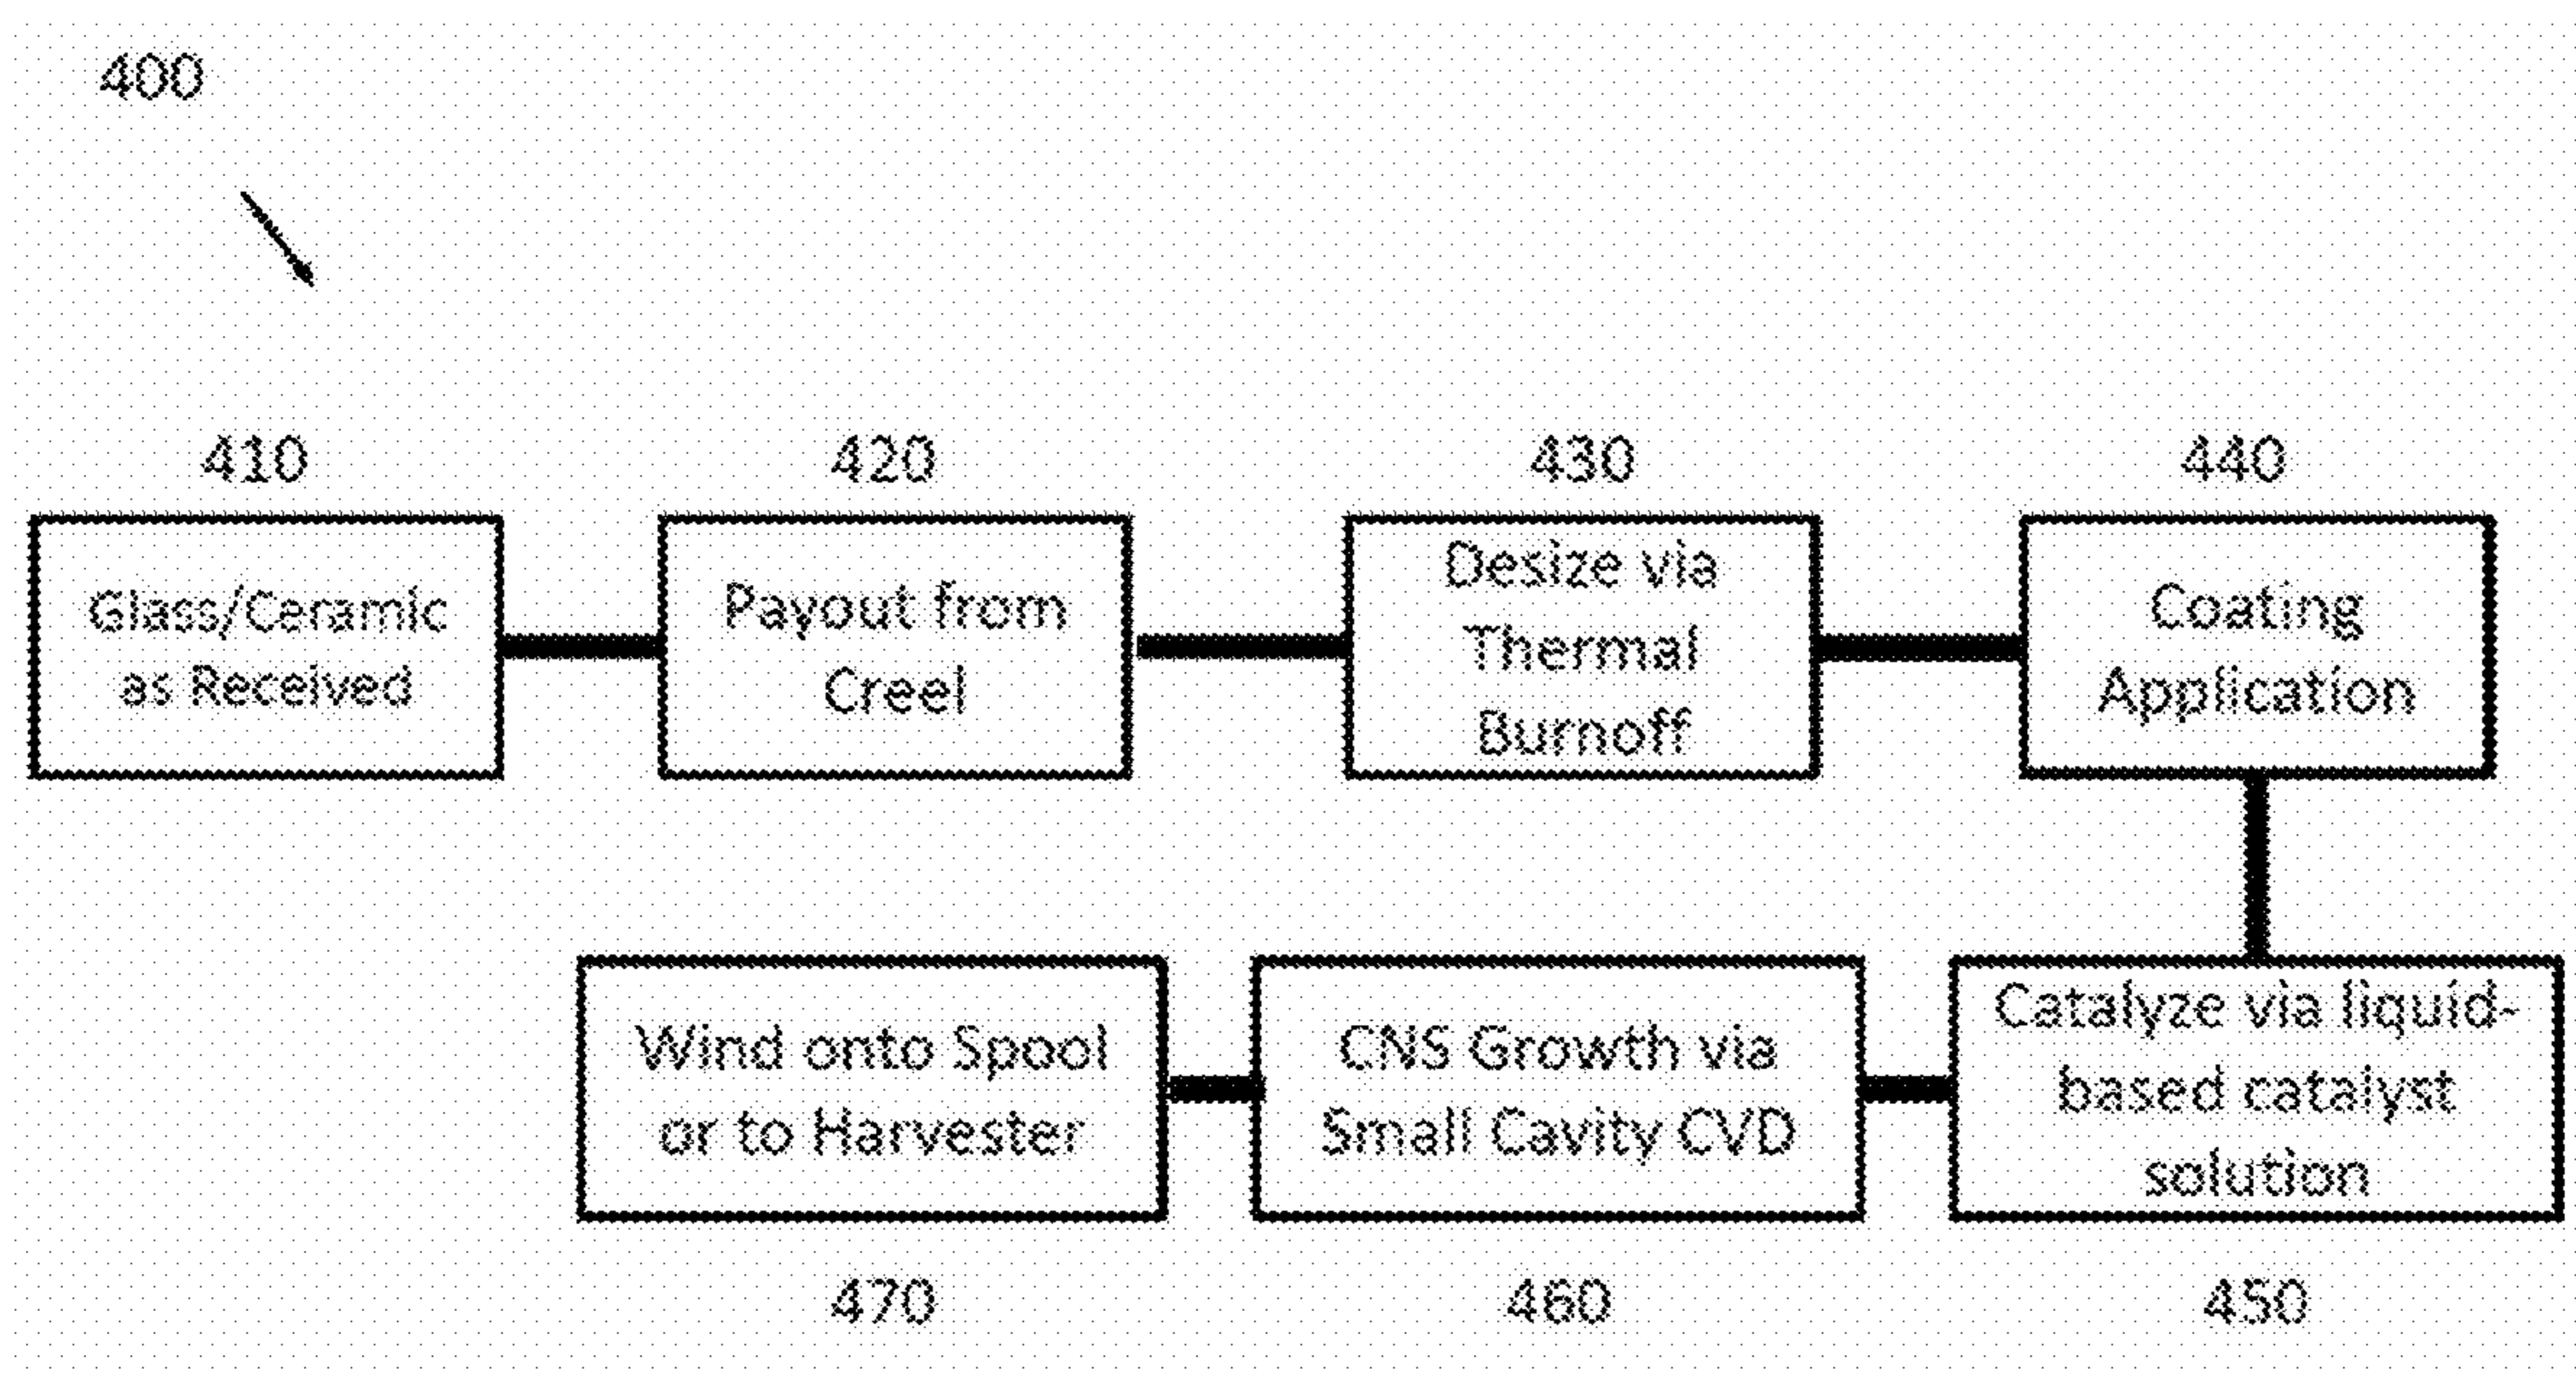 400
410
420
430
440
Glass/Ceramic
as Received
Payout from
Creel
Desize via
Thermal
Burnoff
Coating
Application
Wind onto Spool
or to Harvester
CNS Growth via
Small Cavity CVD
Catalyze via liquid-
based catalyst
solution
470
460
450